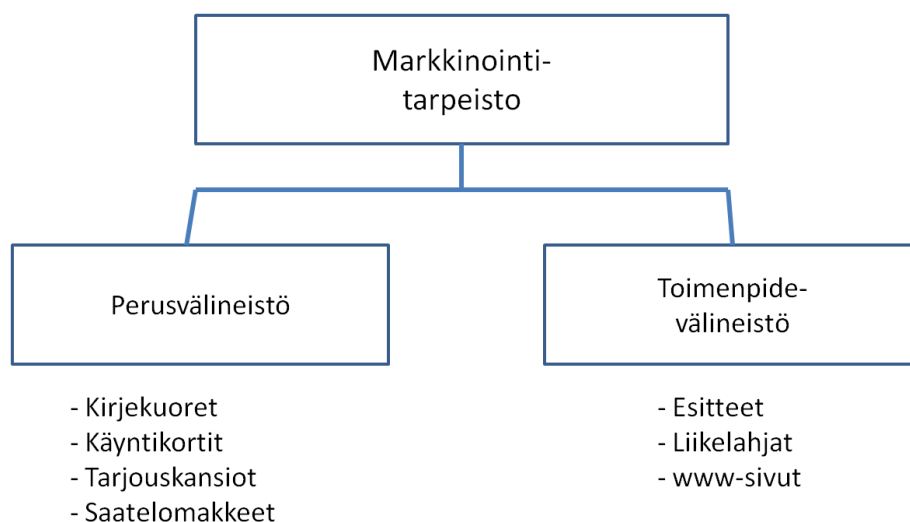 Markkinointi-
tarpeisto
Perusvälineistö
Toimenpide-
välineistö
- Kirjekuoret
- Käyntikortit
- Tarjouskansiot
- Saatelomakkeet
- Esitteet
- Liikelahjat
- www-sivut